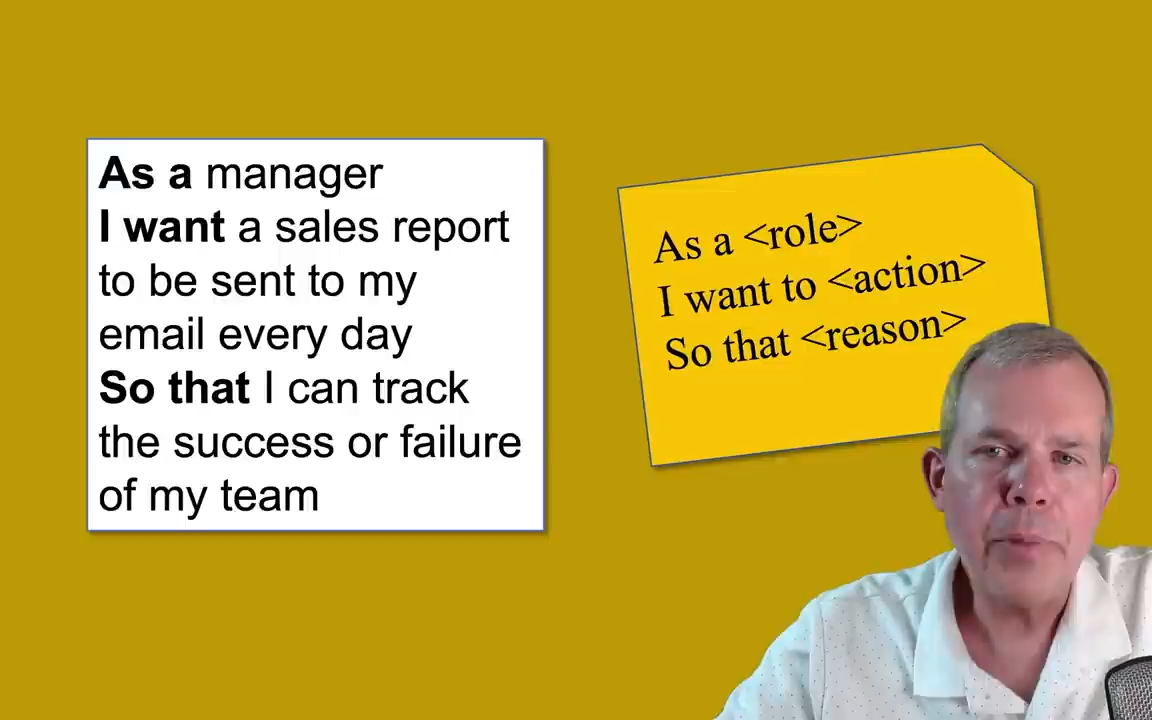 As a manager
I want a sales report
to be sent to my
email every day
So that I can track
the success or failure
of my team
As a <role>
I want to <action>
So that <reason>